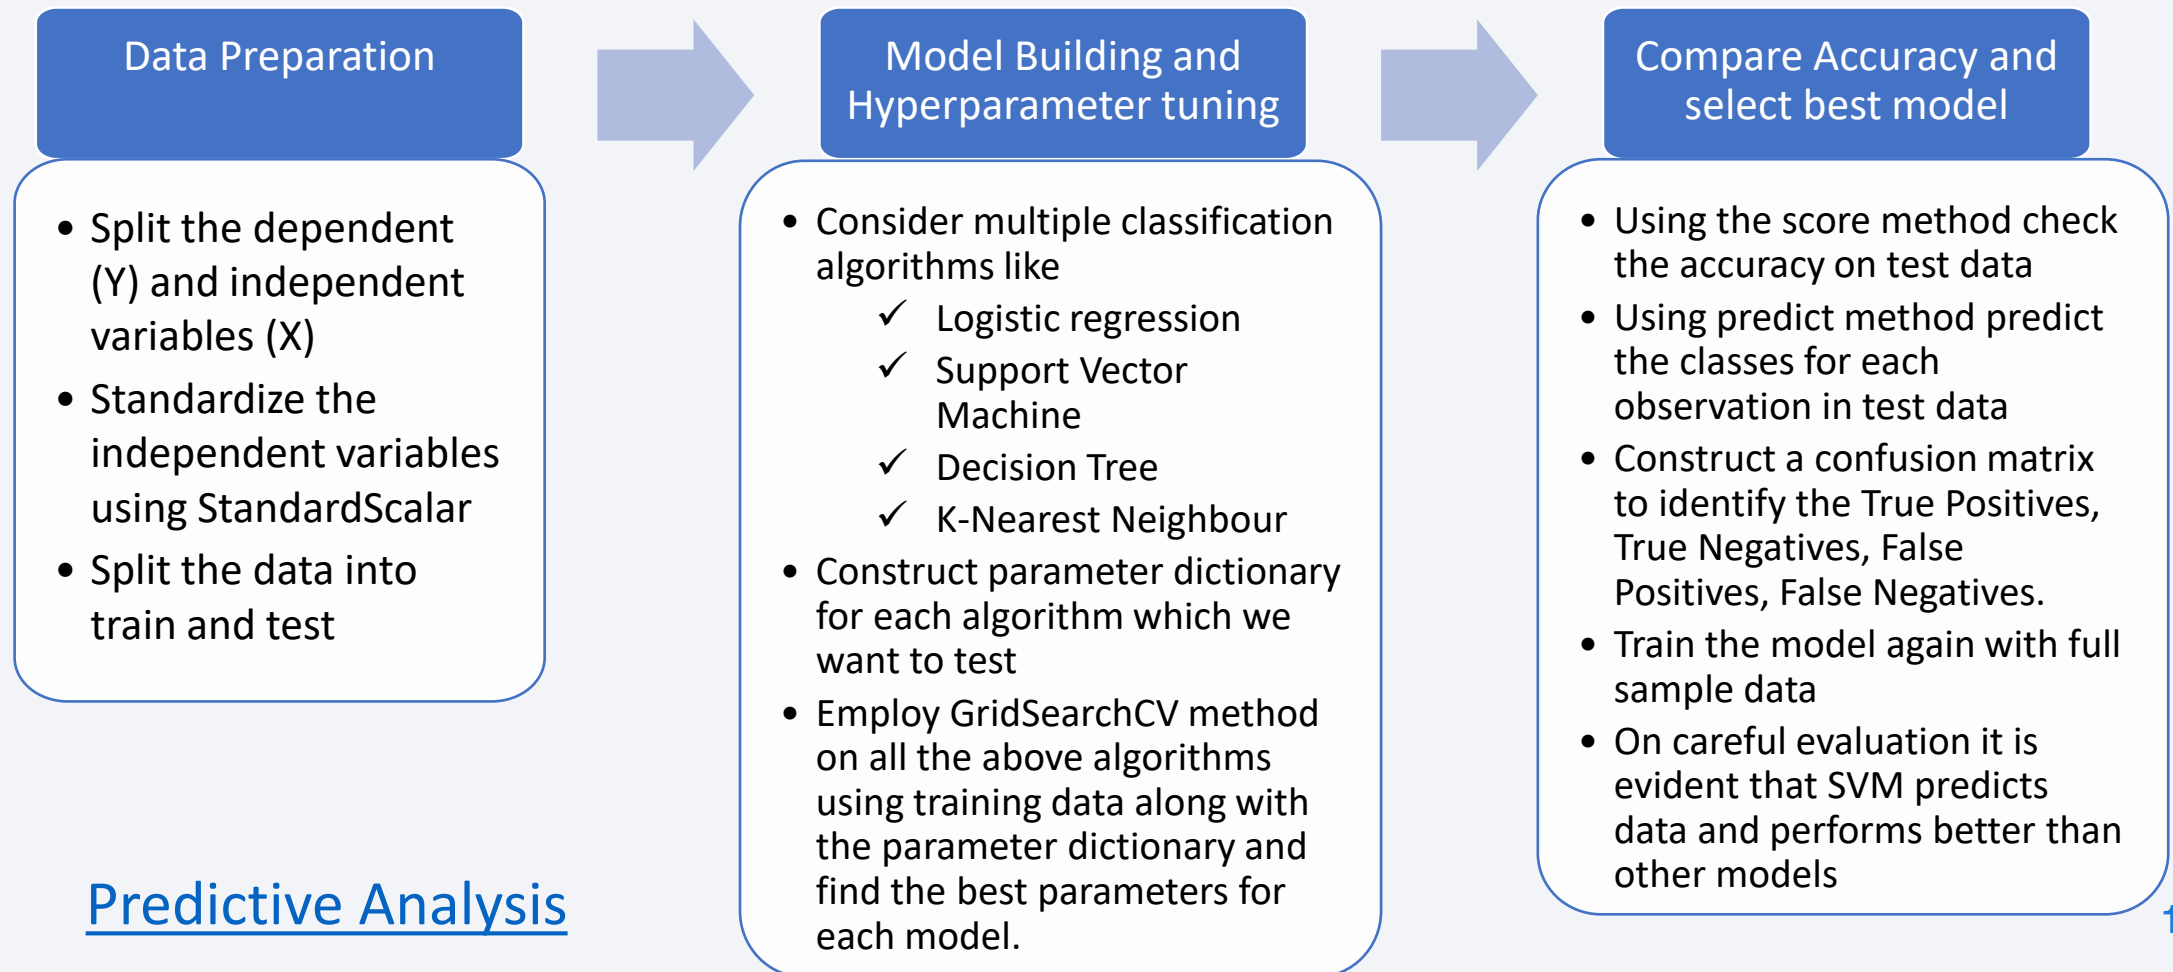 Data Preparation
• Split the dependent
(Y) and independent
variables (X)
• Standardize the
independent variables
using StandardScalar
• Split the data into
train and test
Model Building and
Hyperparameter tuning
• Consider multiple classification
algorithms like
✓ Logistic regression
✓ Support Vector
Machine
✓ Decision Tree
✓ K-Nearest Neighbour
• Construct parameter dictionary
for each algorithm which we
want to test
• Employ GridSearchCV method
on all the above algorithms
using training data along with
the parameter dictionary and
find the best parameters for
each model.
Compare Accuracy and
select best model
• Using the score method check
the accuracy on test data
• Using predict method predict
the classes for each
observation in test data
• Construct a confusion matrix
to identify the True Positives,
True Negatives, False
Positives, False Negatives.
• Train the model again with full
sample data
• On careful evaluation it is
evident that SVM predicts
data and performs better than
other models
Predictive Analysis